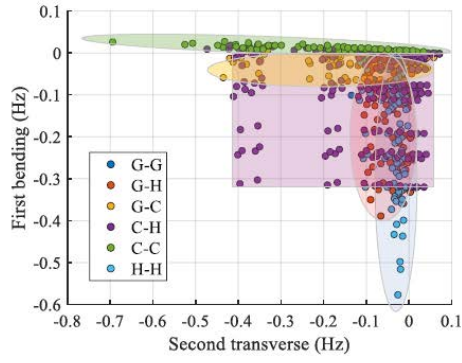 0.1
0
-0.1
-0.2
-0.3
-0.4
-0.5
-0.6
First bending (Hz)
G-G
G-H
G-C
C-H
C-C
H-H
-0.8 -0.7 -0.6 -0.5 -0.4 -0.3 -0.2 -0.1 0 0.1
Second transverse (Hz)